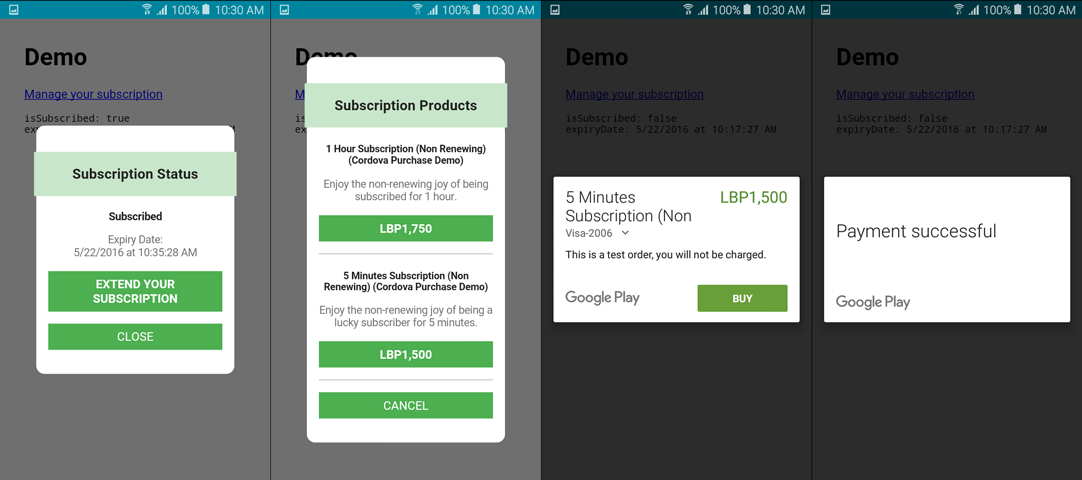 100% 10:30 AM
Demo
Manage your subscription
isSubscribed: true
Subscription Status
Subscribed
Expiry Date:
5/22/2016 at 10:35:28 AM
EXTEND YOUR
SUBSCRIPTION
CLOSE
100% 10:30 AM
Demo
Subscription Products
1 Hour Subscription (Non Renewing)
(Cordova Purchase Demo)
Enjoy the non-renewing joy of being
subscribed for 1 hour.
LBP1,750
5 Minutes Subscription (Non
Renewing) (Cordova Purchase Demo)
Enjoy the non-renewing joy of being a
lucky subscriber for 5 minutes.
LBP1,500
CANCEL
100% 10:30 AM
Demo
Manage your subscription
isSubscribed: false
expiryDate: 5/22/2016 at 10:17:27 AM
5 Minutes LBP1,500
Subscription (Non
Visa-2006
This is a test order, you will not be charged.
Google Play BUY
100% 10:30 AM
Demo
Manage your subscription
isSubscribed: false
expiryDate: 5/22/2016 at 10:17:27 AM
Payment successful
Google Play